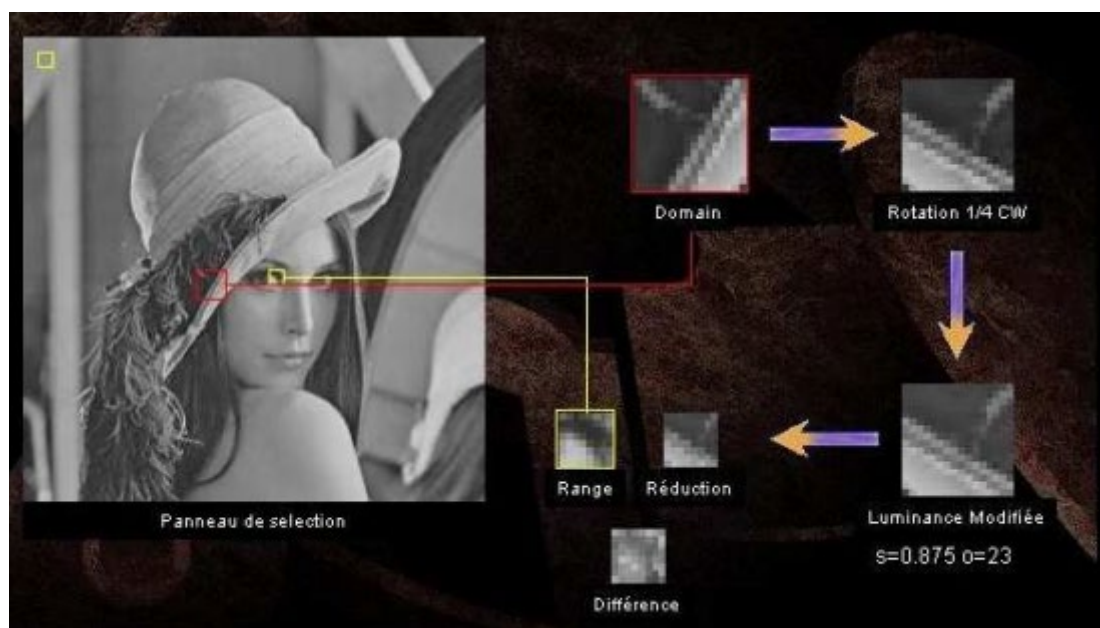 Domain
Rotation 1/4 CW
Range
Réduction
Luminance Modifiée
s=0.875 o=23
Panneau de selection
Différence